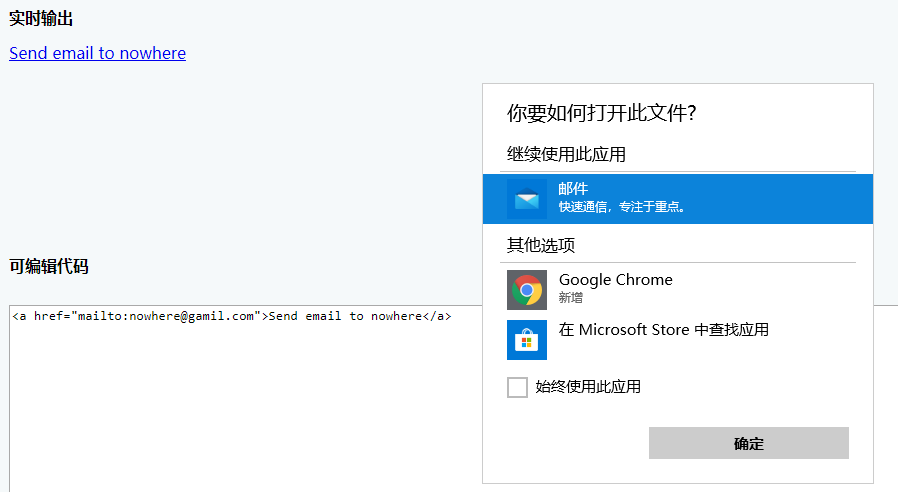 实时输出
Send email to nowhere
你要如何打开此文件?
继续使用此应用
邮件
快速通信，专注于重点。
其他选项
Google Chrome
新增
在 Microsoft Store 中查找应用
始终使用此应用
确定
可编辑代码
<a href="mailto:nowhere@gamil.com">Send email to nowhere</a>